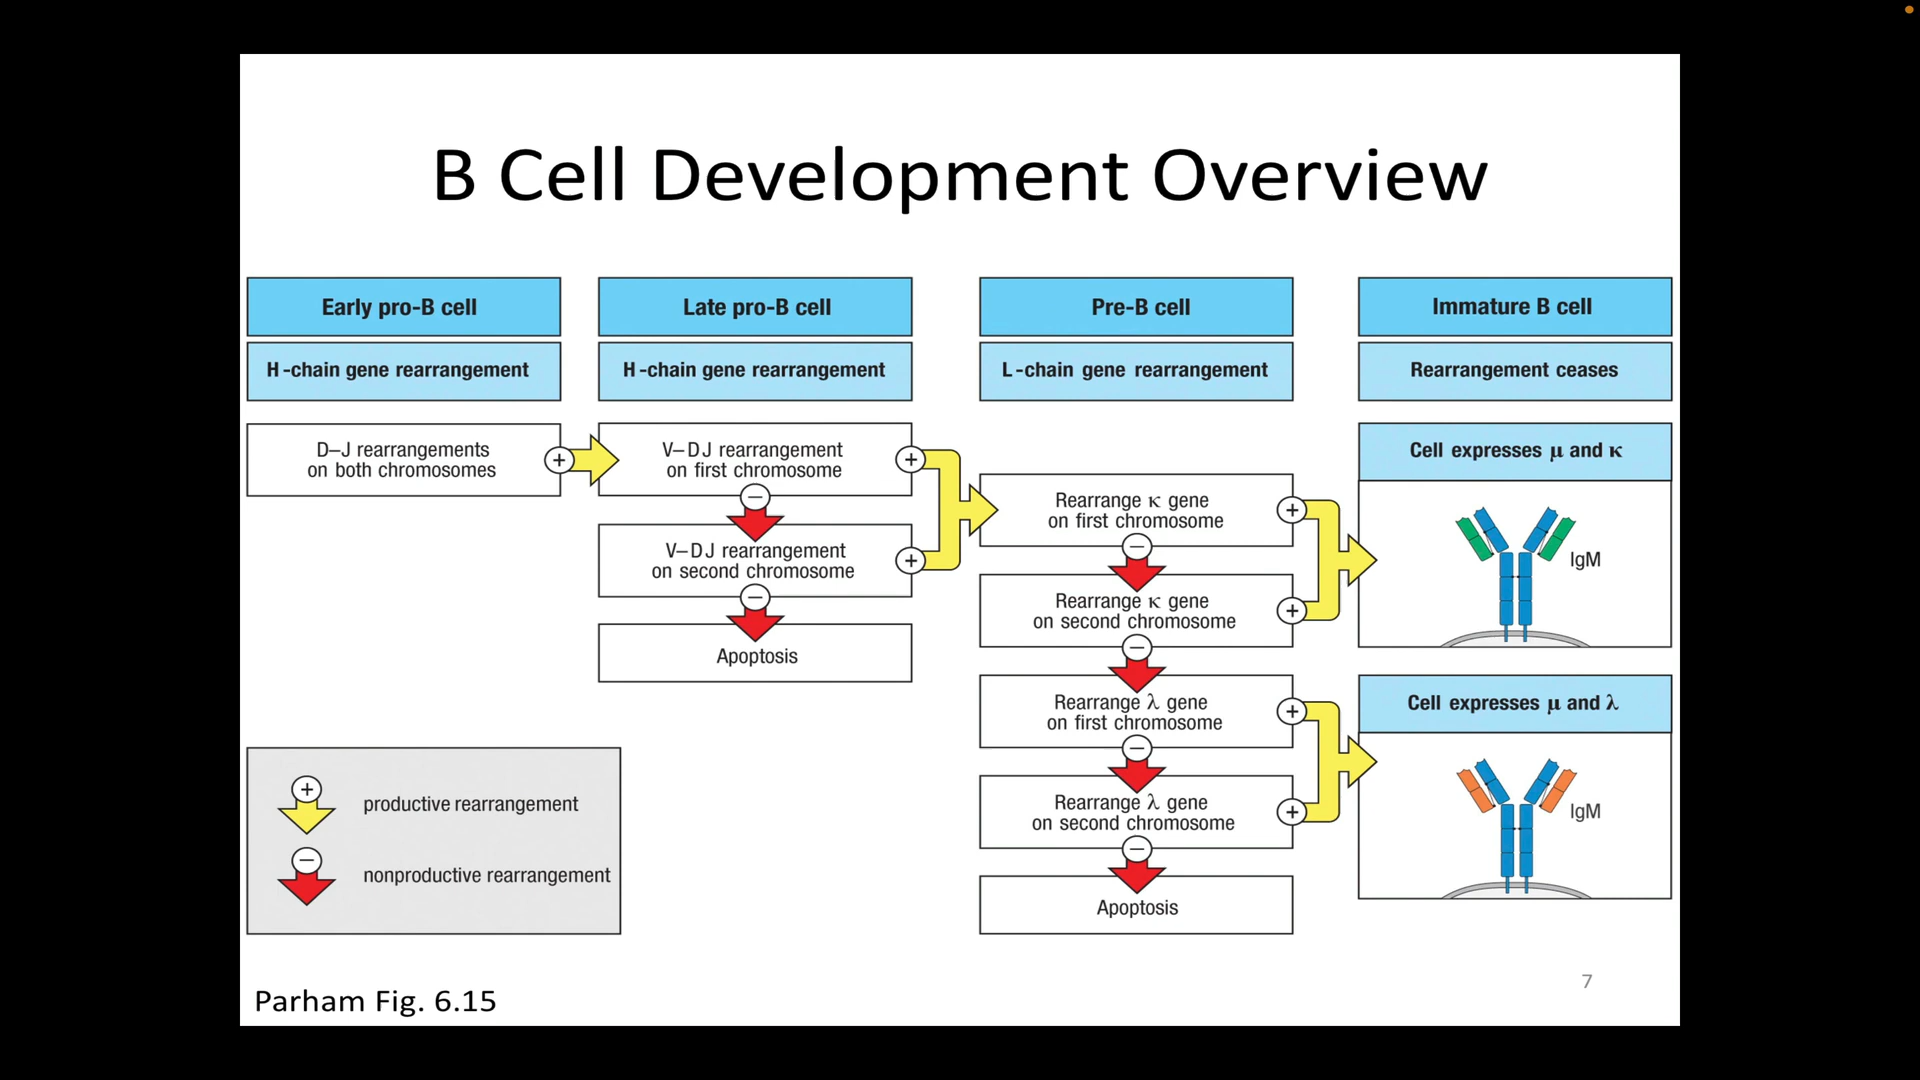 B Cell Development Overview
Early pro-B cell
H-chain gene rearrangement
D–J rearrangements
on both chromosomes
+
Late pro-B cell
H-chain gene rearrangement
V–DJ rearrangement
on first chromosome
+
−
V–DJ rearrangement
on second chromosome
+
−
Apoptosis
Pre-B cell
L-chain gene rearrangement
Rearrange κ gene
on first chromosome
+
−
Rearrange κ gene
on second chromosome
+
−
Rearrange λ gene
on first chromosome
+
−
Rearrange λ gene
on second chromosome
+
−
Apoptosis
Immature B cell
Rearrangement ceases
Cell expresses μ and κ
IgM
Cell expresses μ and λ
IgM
+
productive rearrangement
−
nonproductive rearrangement
Parham Fig. 6.15
7